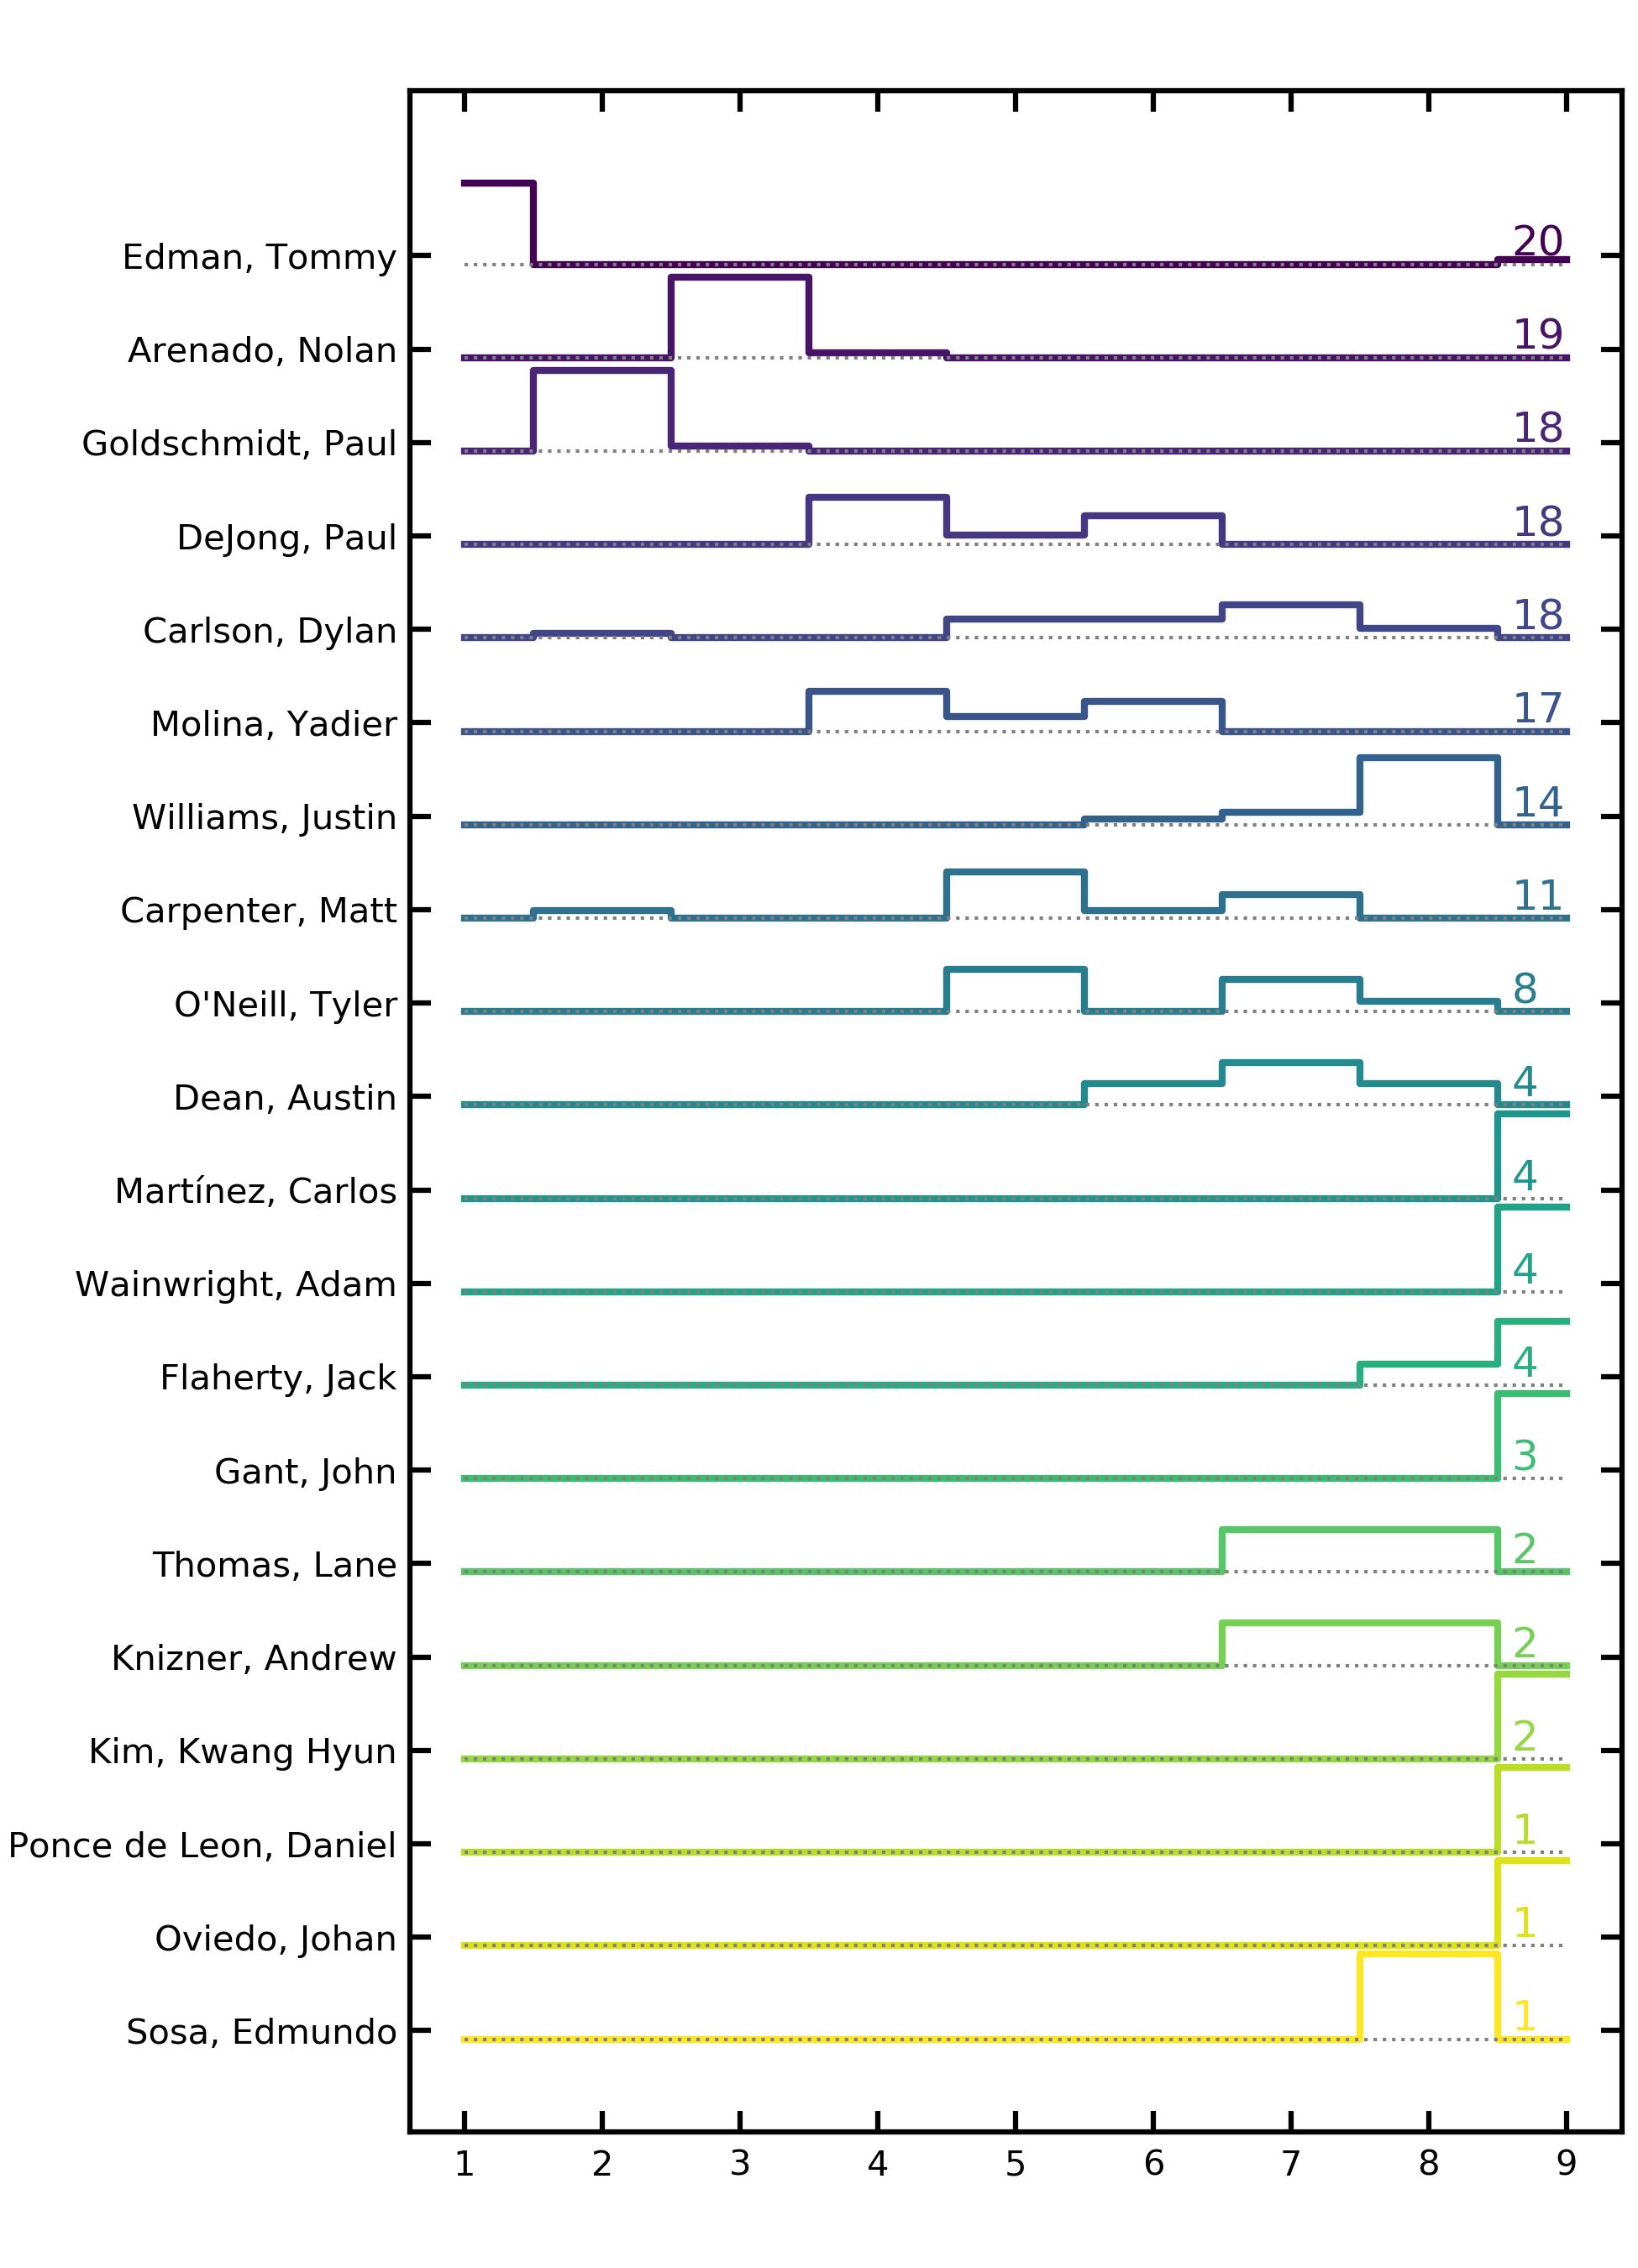 Edman, Tommy 20
Arenado, Nolan 19
Goldschmidt, Paul 18
DeJong, Paul 18
Carlson, Dylan 18
Molina, Yadier 17
Williams, Justin 14
Carpenter, Matt 11
O'Neill, Tyler 8
Dean, Austin 4
Martínez, Carlos 4
Wainwright, Adam 4
Flaherty, Jack 4
Gant, John 3
Thomas, Lane 2
Knizner, Andrew 2
Kim, Kwang Hyun 2
Ponce de Leon, Daniel 1
Oviedo, Johan 1
Sosa, Edmundo 1
1 2 3 4 5 6 7 8 9